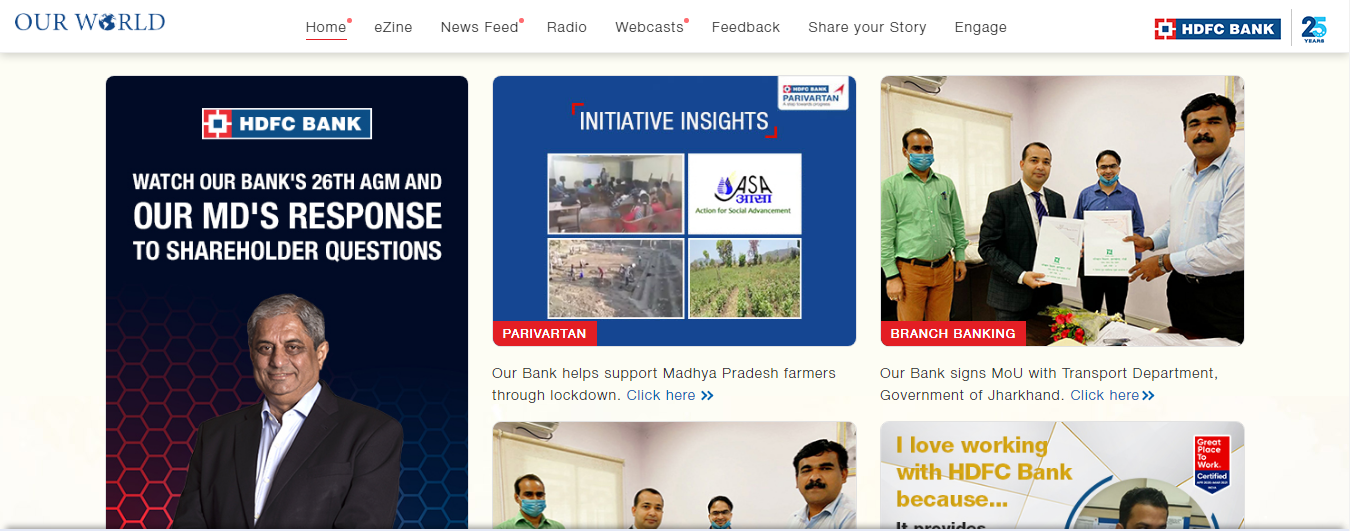 OUR WORLD
Home
eZine
News Feed
Radio
Webcasts
Feedback
Share your Story
Engage
HDFC BANK
25
YEARS
HDFC BANK
WATCH OUR BANK'S 26TH AGM AND
OUR MD'S RESPONSE
TO SHAREHOLDER QUESTIONS
HDFC BANK
PARIVARTAN
A step towards progress
INITIATIVE INSIGHTS
ASA
आसा
Action for Social Advancement
PARIVARTAN
Our Bank helps support Madhya Pradesh farmers
through lockdown. Click here
BRANCH BANKING
Our Bank signs MoU with Transport Department,
Government of Jharkhand. Click here
I love working
with HDFC Bank
because...
It provides
Great
Place
To
Work.
Certified